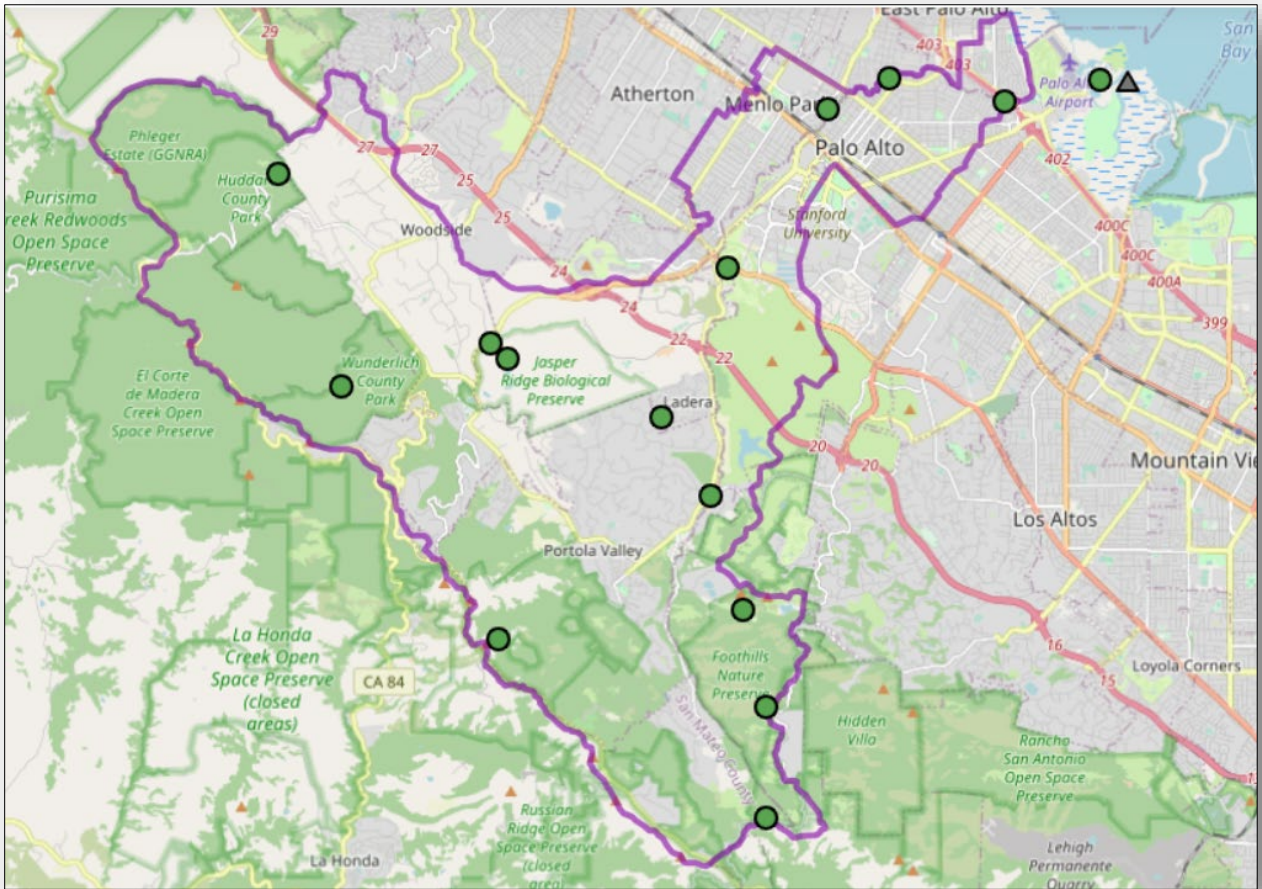 East Palo Alto
San
Bay
29
403
403
Palo Al
Airport
Atherton
Menlo Par
Palo Alto
402
Phleger
Estate (GGNRA)
27
27
25
25
Huddar
County
Park
Purisima
reek Redwoods
Open Space
Preserve
Woodside
Stanford
University
400C
400C
400A
399
24
24
22
22
El Corte
de Madera
Creek Open
Space Preserve
Wunderlich
County
Park
Jasper
Ridge Biological
Preserve
Ladera
20
20
Mountain Vie
Los Altos
Portola Valley
La Honda
Creek Open
Space Preserve
(closed
areas)
CA 84
Foothills
Nature
Preserve
San Mateo County
16
15
Loyola Corners
Hidden
Villa
Rancho
San Antonio
Open Space
Preserve
Russian
Ridge Open
Space Preserve
(closed
area)
La Honda
Lehigh
Permanente
Quarry